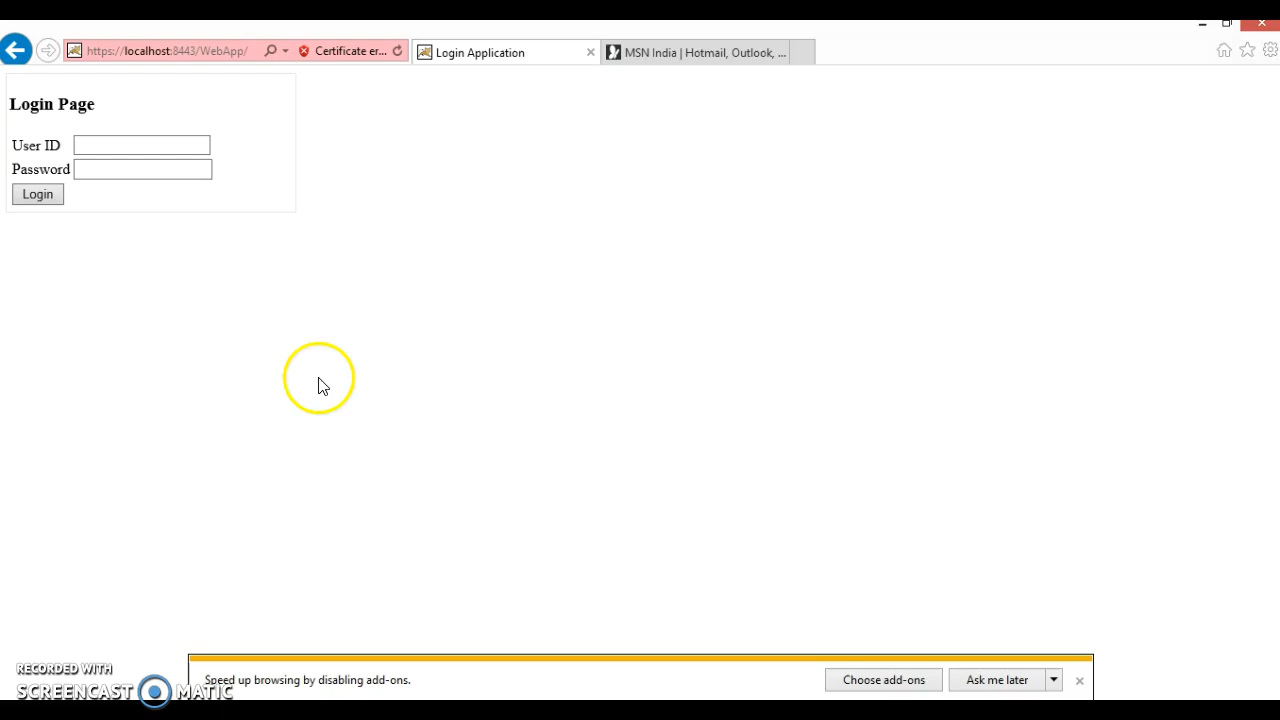 https://localhost:8443/WebApp/ Certificate er... Login Application MSN India | Hotmail, Outlook, ...
Login Page
User ID
Password
Login
RECORDED WITH
SCREENCAST MATIC
Speed up browsing by disabling add-ons. Choose add-ons Ask me later